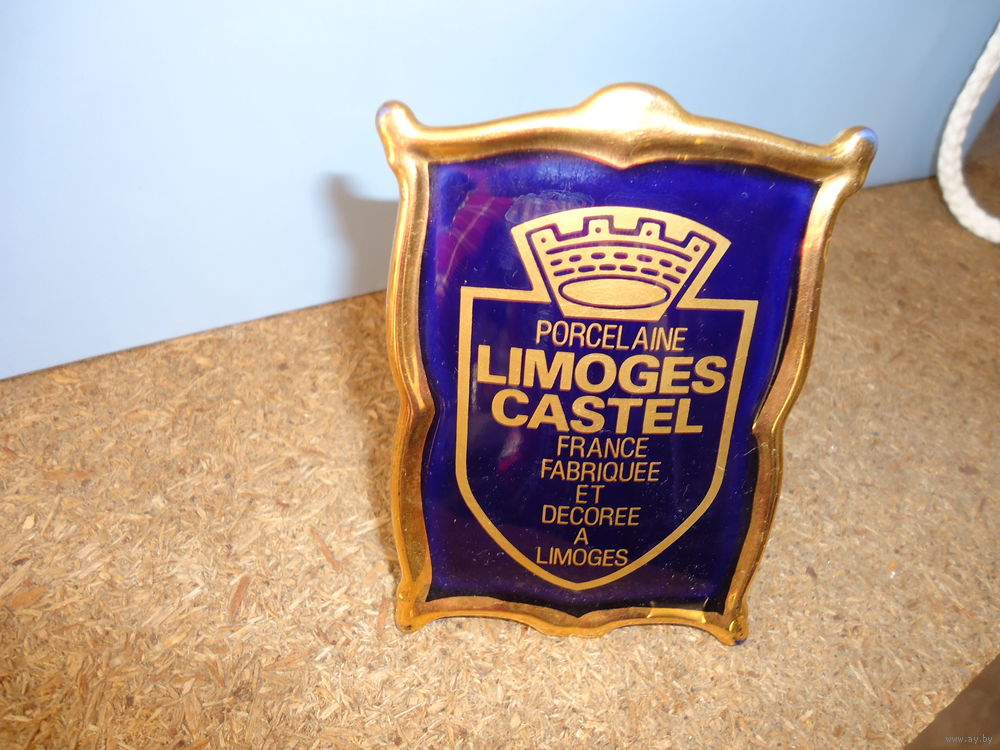 PORCELAINE
LIMOGES
CASTEL
FRANCE
FABRIQUEE
ET
DECOREE
A
LIMOGES
www.ay.by